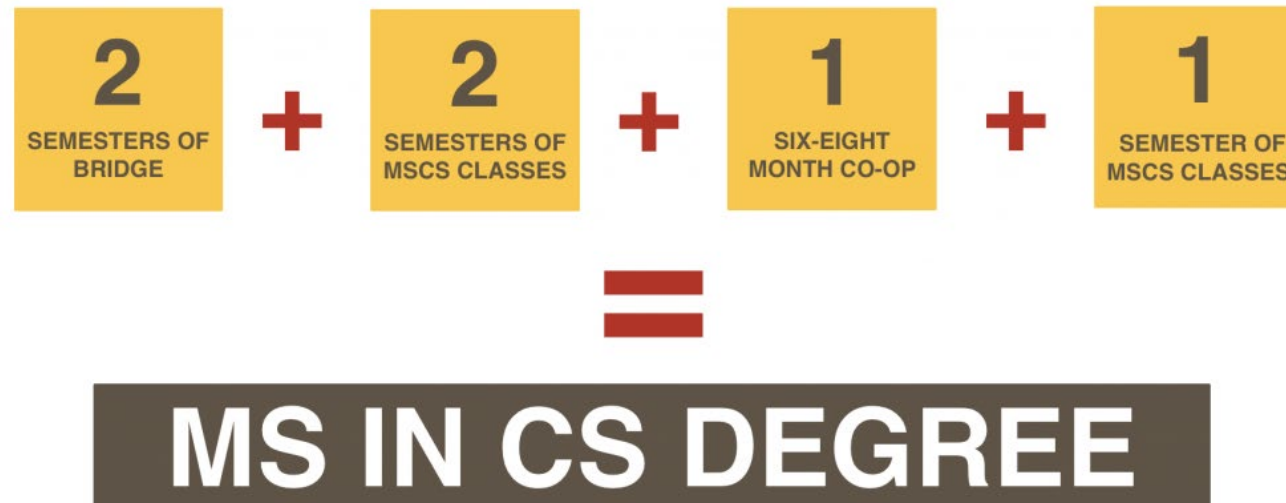 2
SEMESTERS OF
BRIDGE
+
2
SEMESTERS OF
MSCS CLASSES
+
1
SIX-EIGHT
MONTH CO-OP
+
1
SEMESTER OF
MSCS CLASSES
=
MS IN CS DEGREE